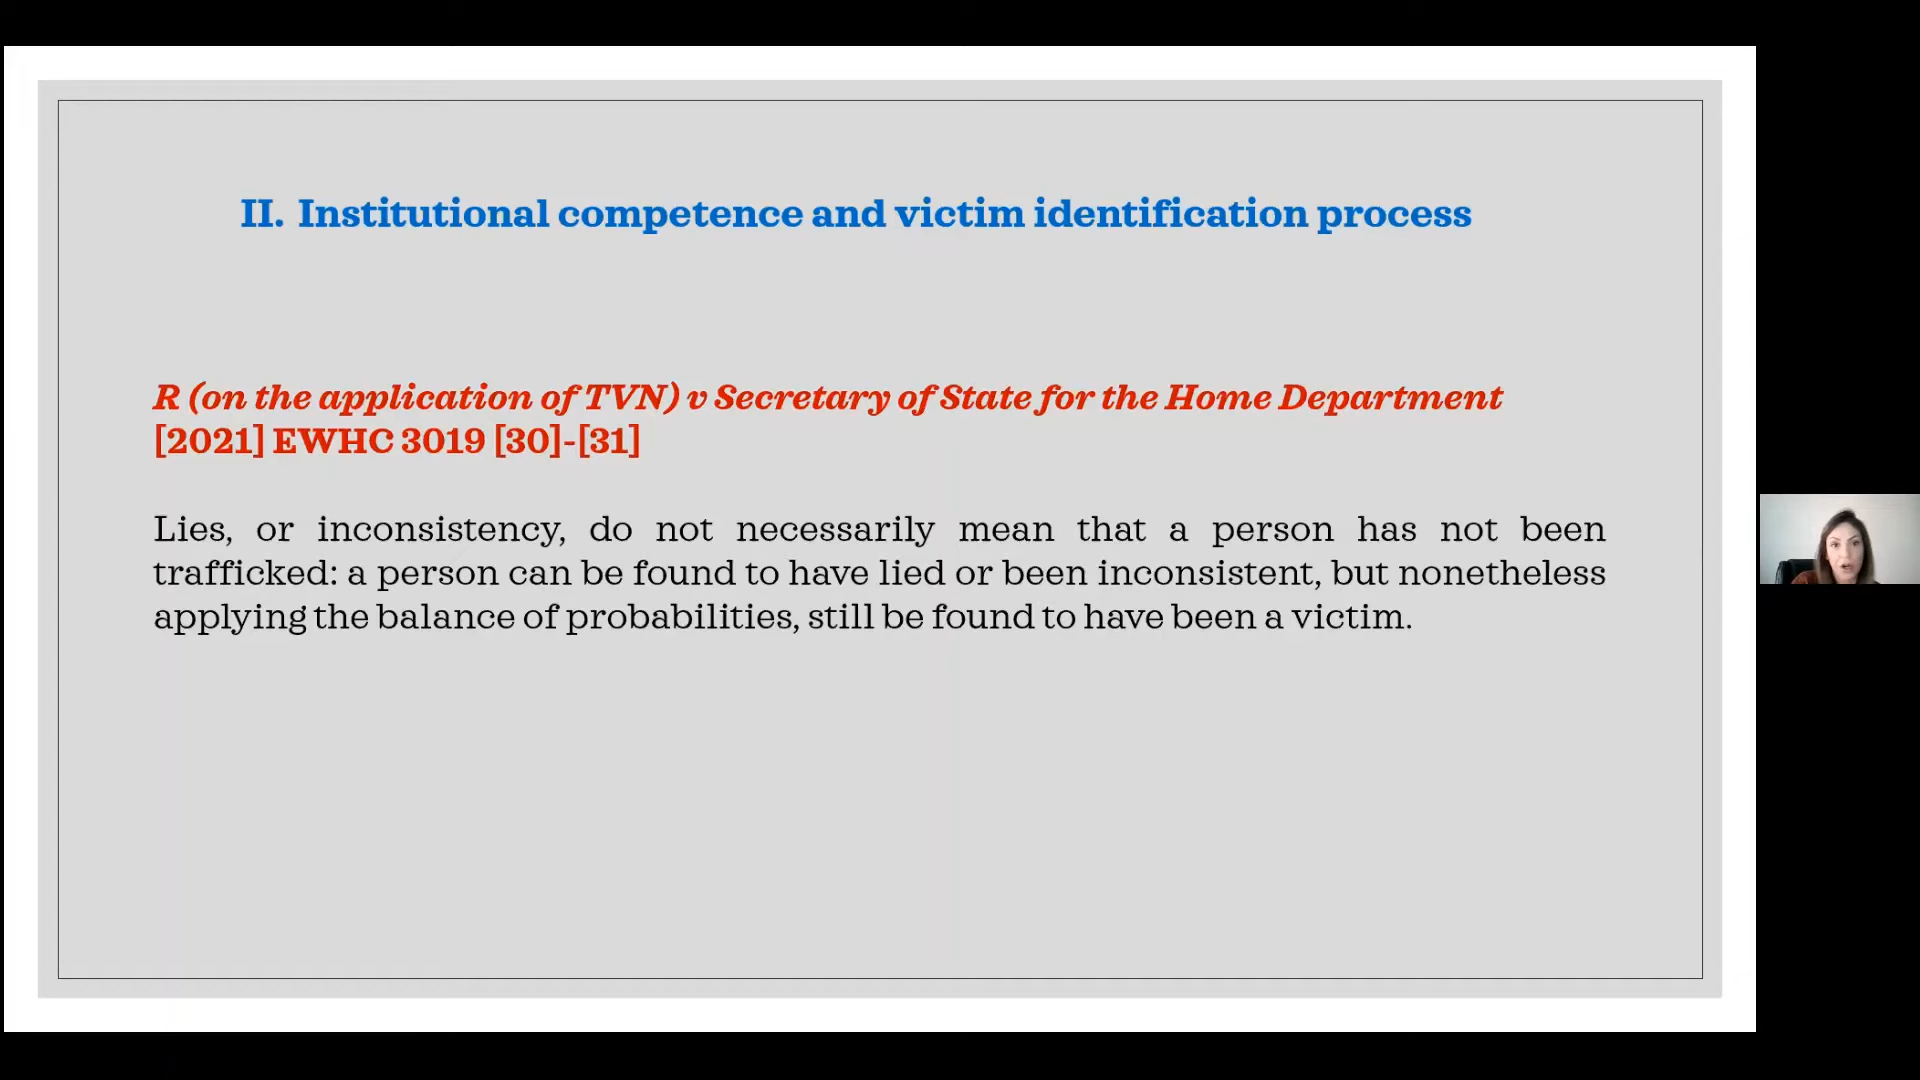 II. Institutional competence and victim identification process
R (on the application of TVN) v Secretary of State for the Home Department
[2021] EWHC 3019 [30]-[31]
Lies, or inconsistency, do not necessarily mean that a person has not been
trafficked: a person can be found to have lied or been inconsistent, but nonetheless
applying the balance of probabilities, still be found to have been a victim.